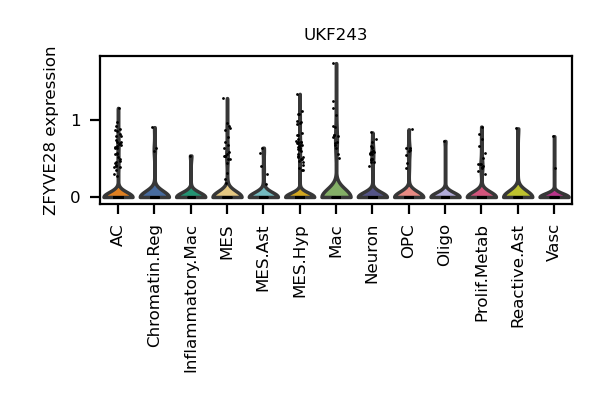 UKF243
ZFYVE28 expression
1
0
AC
Chromatin.Reg
Inflammatory.Mac
MES
MES.Ast
MES.Hyp
Mac
Neuron
OPC
Oligo
Prolif.Metab
Reactive.Ast
Vasc